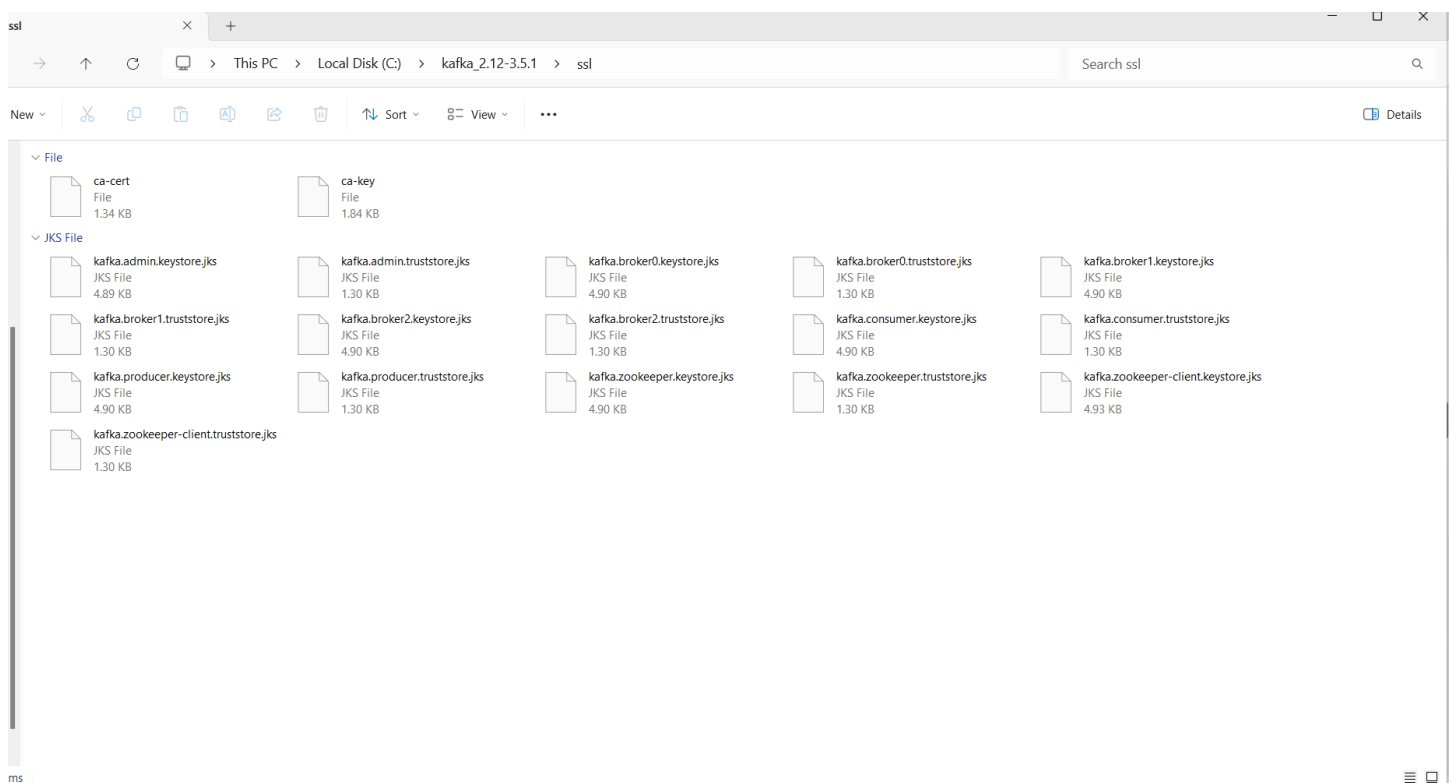 ssl
This PC > Local Disk (C:) > kafka_2.12-3.5.1 > ssl
Search ssl
New
Sort
View
Details
File
ca-cert
File
1.34 KB
ca-key
File
1.84 KB
JKS File
kafka.admin.keystore.jks
JKS File
4.89 KB
kafka.admin.truststore.jks
JKS File
1.30 KB
kafka.broker0.keystore.jks
JKS File
4.90 KB
kafka.broker0.truststore.jks
JKS File
1.30 KB
kafka.broker1.keystore.jks
JKS File
4.90 KB
kafka.broker1.truststore.jks
JKS File
1.30 KB
kafka.broker2.keystore.jks
JKS File
4.90 KB
kafka.broker2.truststore.jks
JKS File
1.30 KB
kafka.consumer.keystore.jks
JKS File
4.90 KB
kafka.consumer.truststore.jks
JKS File
1.30 KB
kafka.producer.keystore.jks
JKS File
4.90 KB
kafka.producer.truststore.jks
JKS File
1.30 KB
kafka.zookeeper.keystore.jks
JKS File
4.90 KB
kafka.zookeeper.truststore.jks
JKS File
1.30 KB
kafka.zookeeper-client.keystore.jks
JKS File
4.93 KB
kafka.zookeeper-client.truststore.jks
JKS File
1.30 KB
ms